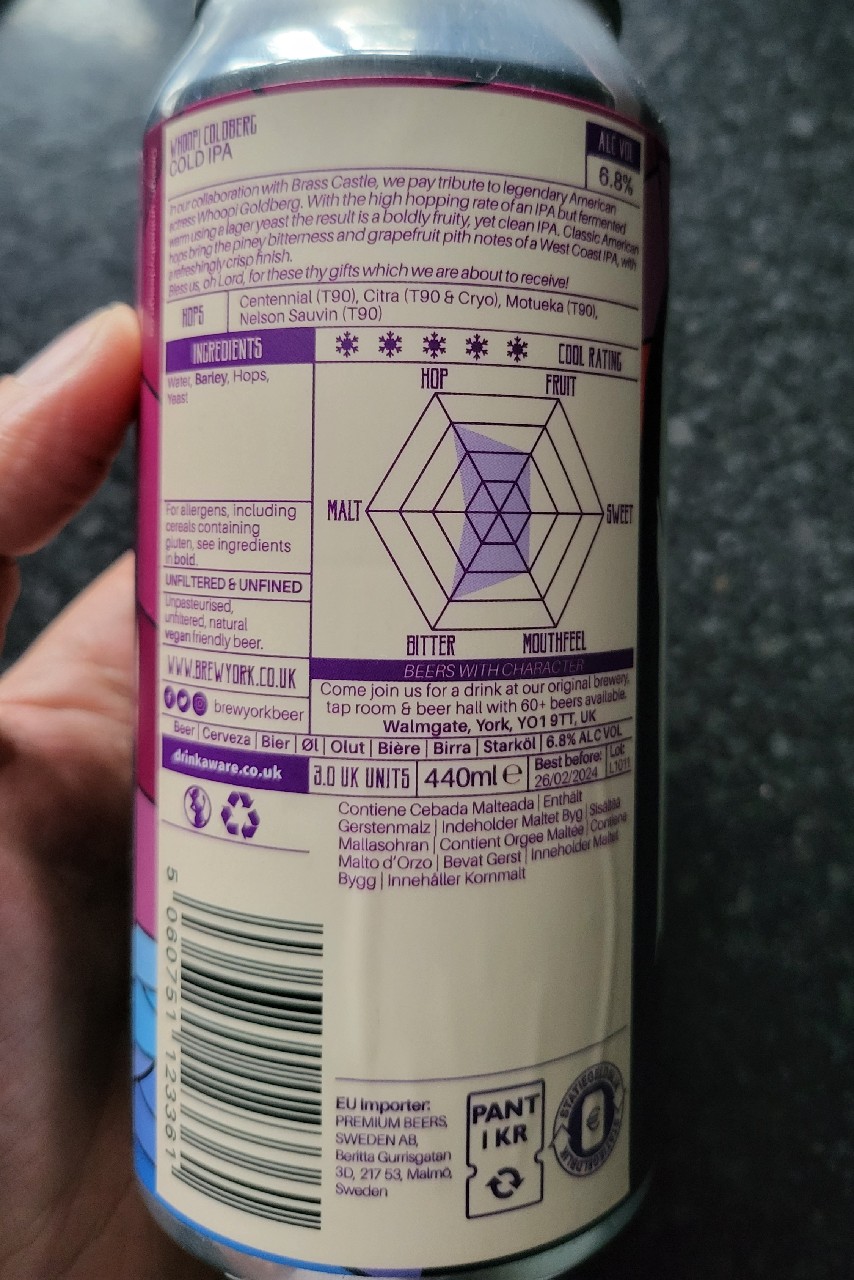 WHOOPI COLDBERG
COLD IPA
ALC VOL
6.8%
In our collaboration with Brass Castle, we pay tribute to legendary American
actress Whoopi Goldberg. With the high hopping rate of an IPA but fermented
warm using a lager yeast the result is a boldly fruity, yet clean IPA. Classic American
hops bring the piney bitterness and grapefruit pith notes of a West Coast IPA, with
a refreshingly crisp finish.
Bless us, oh Lord, for these thy gifts which we are about to receive!
HOPS
Centennial (T90), Citra (T90 & Cryo), Motueka (T90),
Nelson Sauvin (T90)
INGREDIENTS
COOL RATING
Water, Barley, Hops,
Yeast
HOP
FRUIT
MALT
SWEET
BITTER
MOUTHFEEL
For allergens, including
cereals containing
gluten, see ingredients
in bold.
UNFILTERED & UNFINED
Unpasteurised,
unfiltered, natural
vegan friendly beer.
WWW.BREWYORK.CO.UK
brewyorkbeer
BEERS WITH CHARACTER
Come join us for a drink at our original brewery,
tap room & beer hall with 60+ beers available.
Walmgate, York, YO1 9TT, UK
Beer | Cerveza | Bier | Øl | Olut | Bière | Birra | Starköl | 6.8% ALC VOL
drinkaware.co.uk
3.0 UK UNITS
440ml e
Best before:
26/02/2024
Lot:
L1011
Contiene Cebada Malteada | Enthält
Gerstenmalz | Indeholder Maltet Byg | Sisältää
Mallasohran | Contient Orgee Maltée | Contiene
Malto d'Orzo | Bevat Gerst | Inneholder Maltet
Bygg | Innehåller Kornmalt
5 060751 123361
EU Importer:
PREMIUM BEERS
SWEDEN AB,
Beritta Gurrisgatan
3D, 217 53, Malmö,
Sweden
PANT
1 KR
STATIEGELDBLIK
€
STATIEGELDBLIK